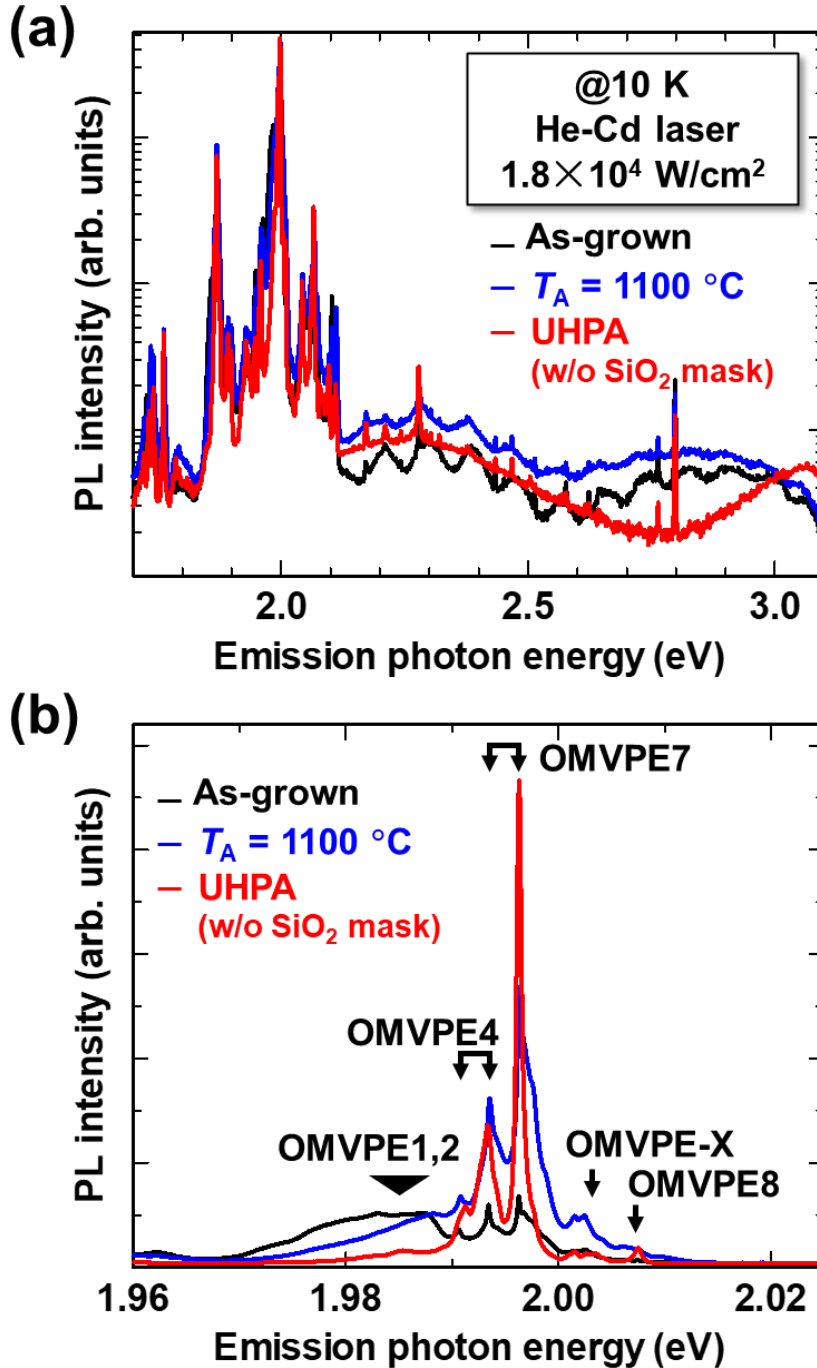 (a)
PL intensity (arb. units)
@10 K
He-Cd laser
1.8×10⁴ W/cm²
As-grown
T_A = 1100 °C
UHPA
(w/o SiO₂ mask)
2.0 2.5 3.0
Emission photon energy (eV)
(b)
PL intensity (arb. units)
OMVPE7
As-grown
T_A = 1100 °C
UHPA
(w/o SiO₂ mask)
OMVPE4
OMVPE1,2
OMVPE-X
OMVPE8
1.96 1.98 2.00 2.02
Emission photon energy (eV)